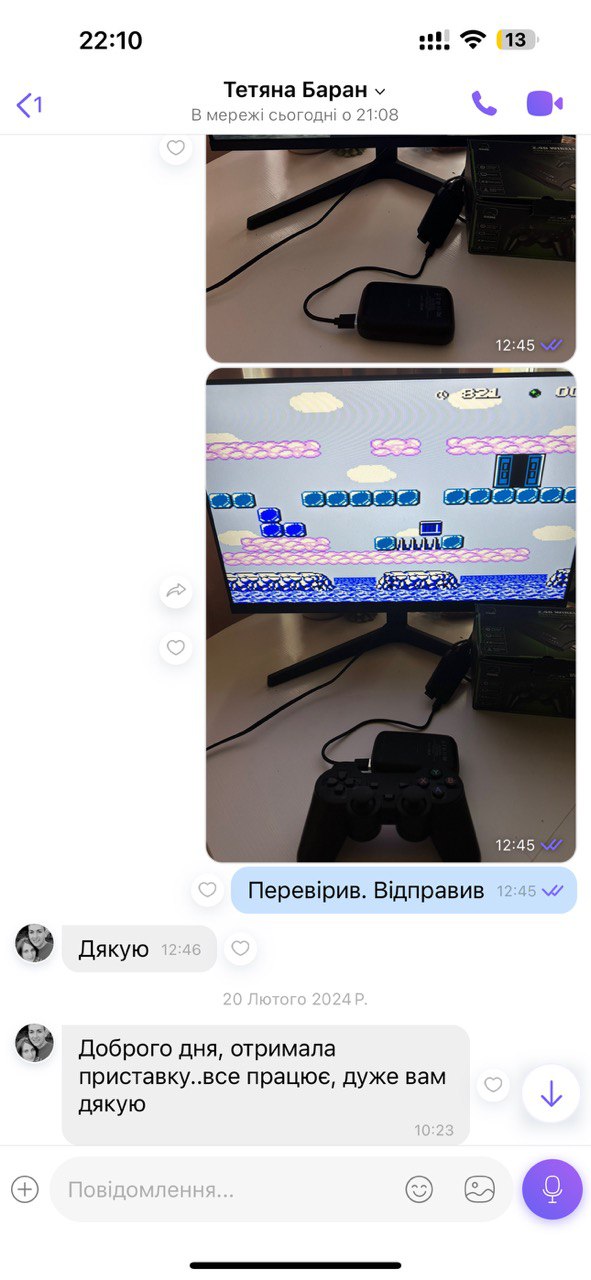 22:10
13
1
Тетяна Баран
В мережі сьогодні о 21:08
12:45
821
12:45
Перевірив. Відправив 12:45
Дякую 12:46
20 Лютого 2024 Р.
Доброго дня, отримала
приставку..все працює, дуже вам
дякую
10:23
Повідомлення...